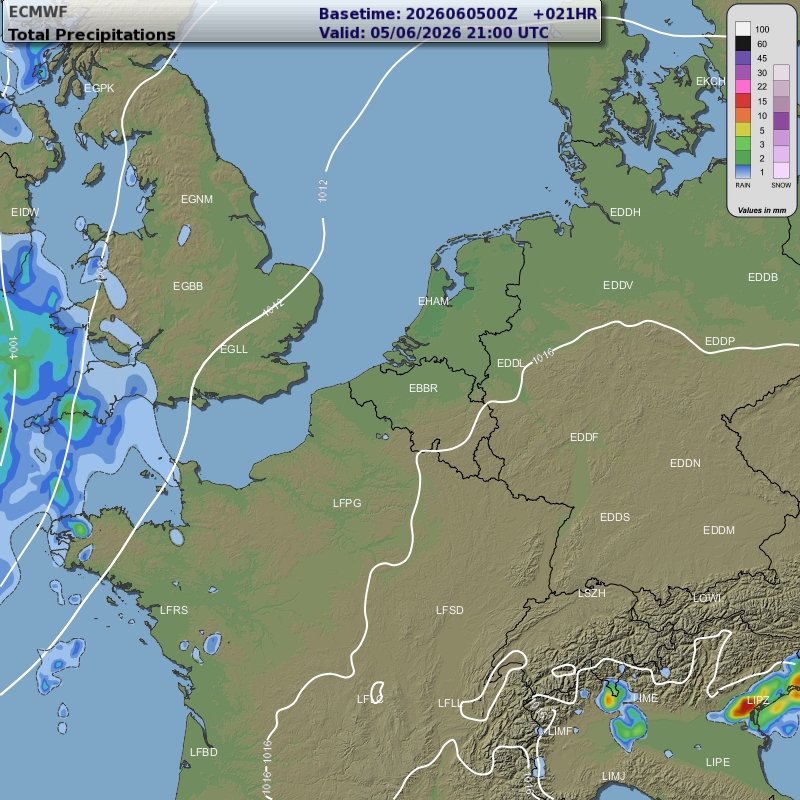 ECMWF
Basetime: 2026060500Z +021HR
Total Precipitations
Valid: 05/06/2026 21:00 UTC
100
60
45
30
22
15
10
5
3
2
1
RAIN
SNOW
Values in mm
EGPK
EKCH
EIDW
EGNM
1012
EDDH
EGBB
EDDV
EDDB
EHAM
1012
1004
EGLL
EDDP
1016
EDDL
EBBR
EDDF
EDDN
LFPG
EDDS
EDDM
LSZH
LOWI
LFRS
LFSD
LFLC
LFLL
LIME
LIPZ
LIMF
LFBD
LIPE
LIMJ
1016
1016
1016